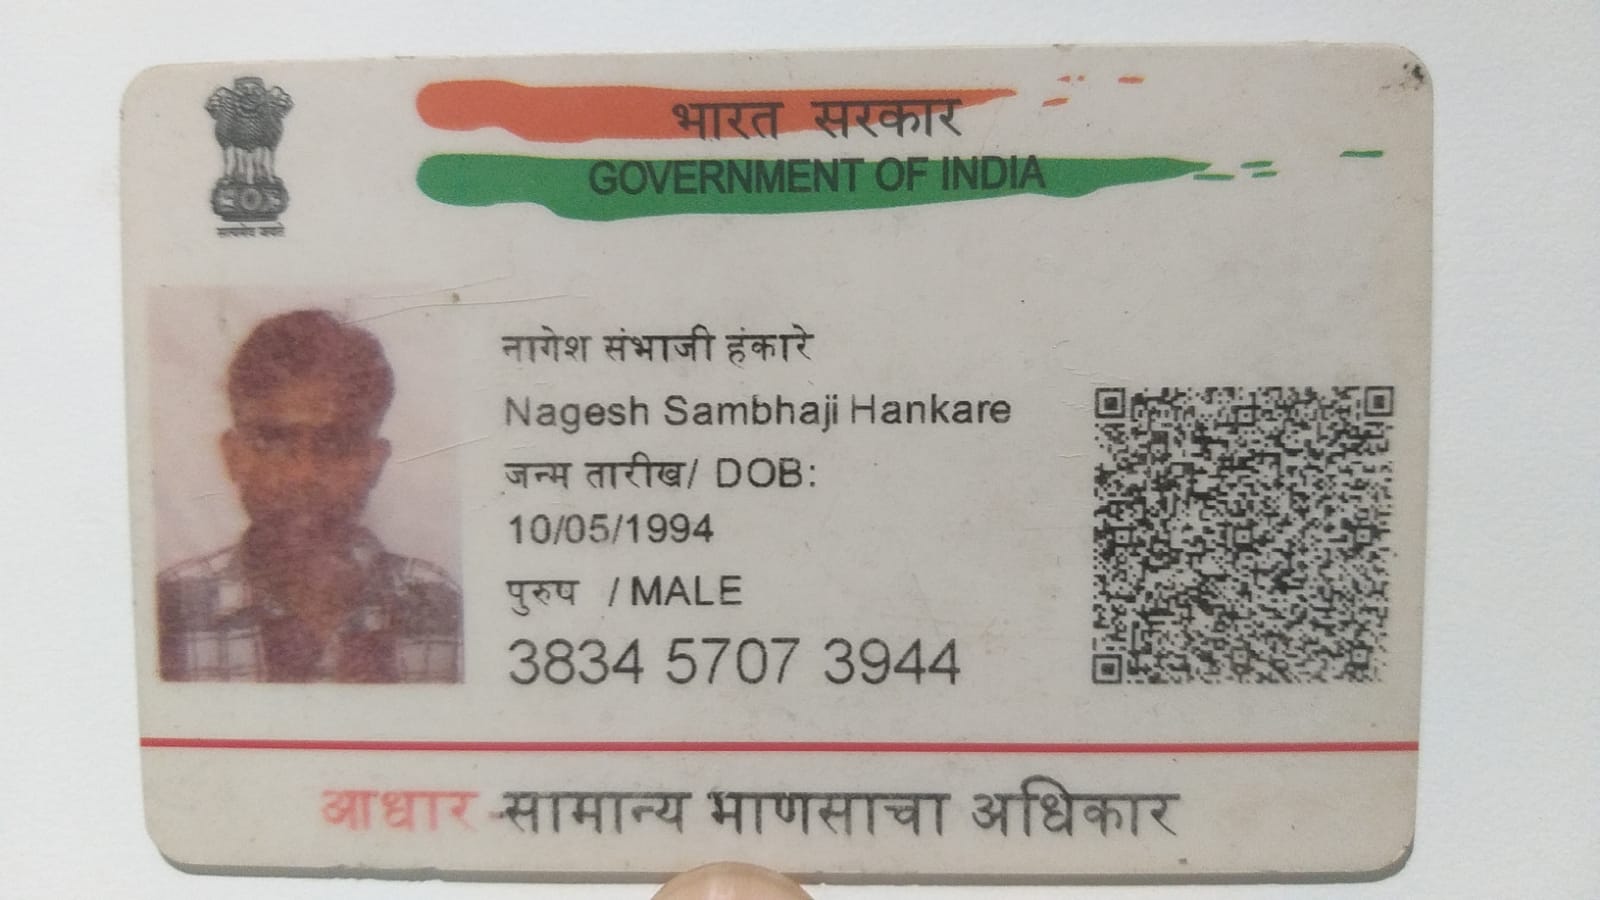 भारत सरकार
GOVERNMENT OF INDIA
सत्यमेव जयते
नागेश संभाजी हंकारे
Nagesh Sambhaji Hankare
जन्म तारीख/ DOB:
10/05/1994
पुरुष / MALE
3834 5707 3944
आधार -सामान्य माणसाचा अधिकार